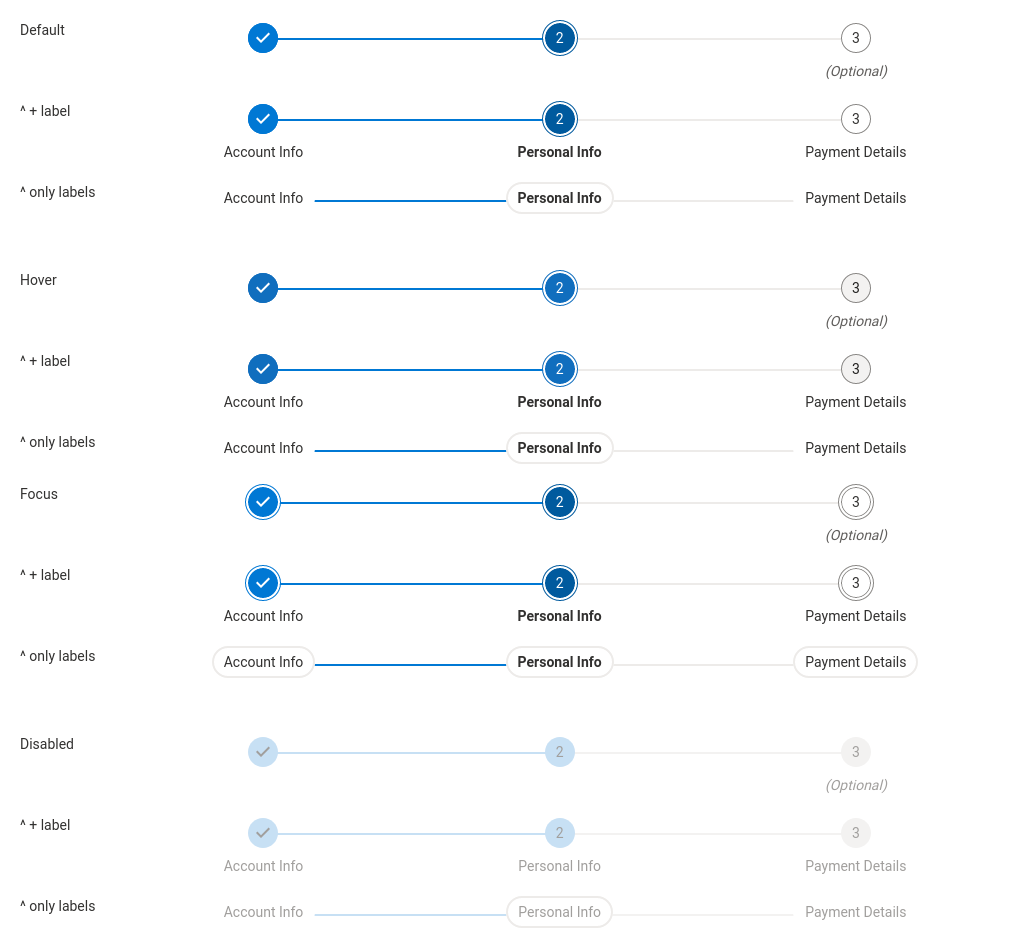 Default
2
3
(Optional)
^ + label
2
3
Account Info
Personal Info
Payment Details
^ only labels
Account Info
Personal Info
Payment Details
Hover
2
3
(Optional)
^ + label
2
3
Account Info
Personal Info
Payment Details
^ only labels
Account Info
Personal Info
Payment Details
Focus
2
3
(Optional)
^ + label
2
3
Account Info
Personal Info
Payment Details
^ only labels
Account Info
Personal Info
Payment Details
Disabled
2
3
(Optional)
^ + label
2
3
Account Info
Personal Info
Payment Details
^ only labels
Account Info
Personal Info
Payment Details